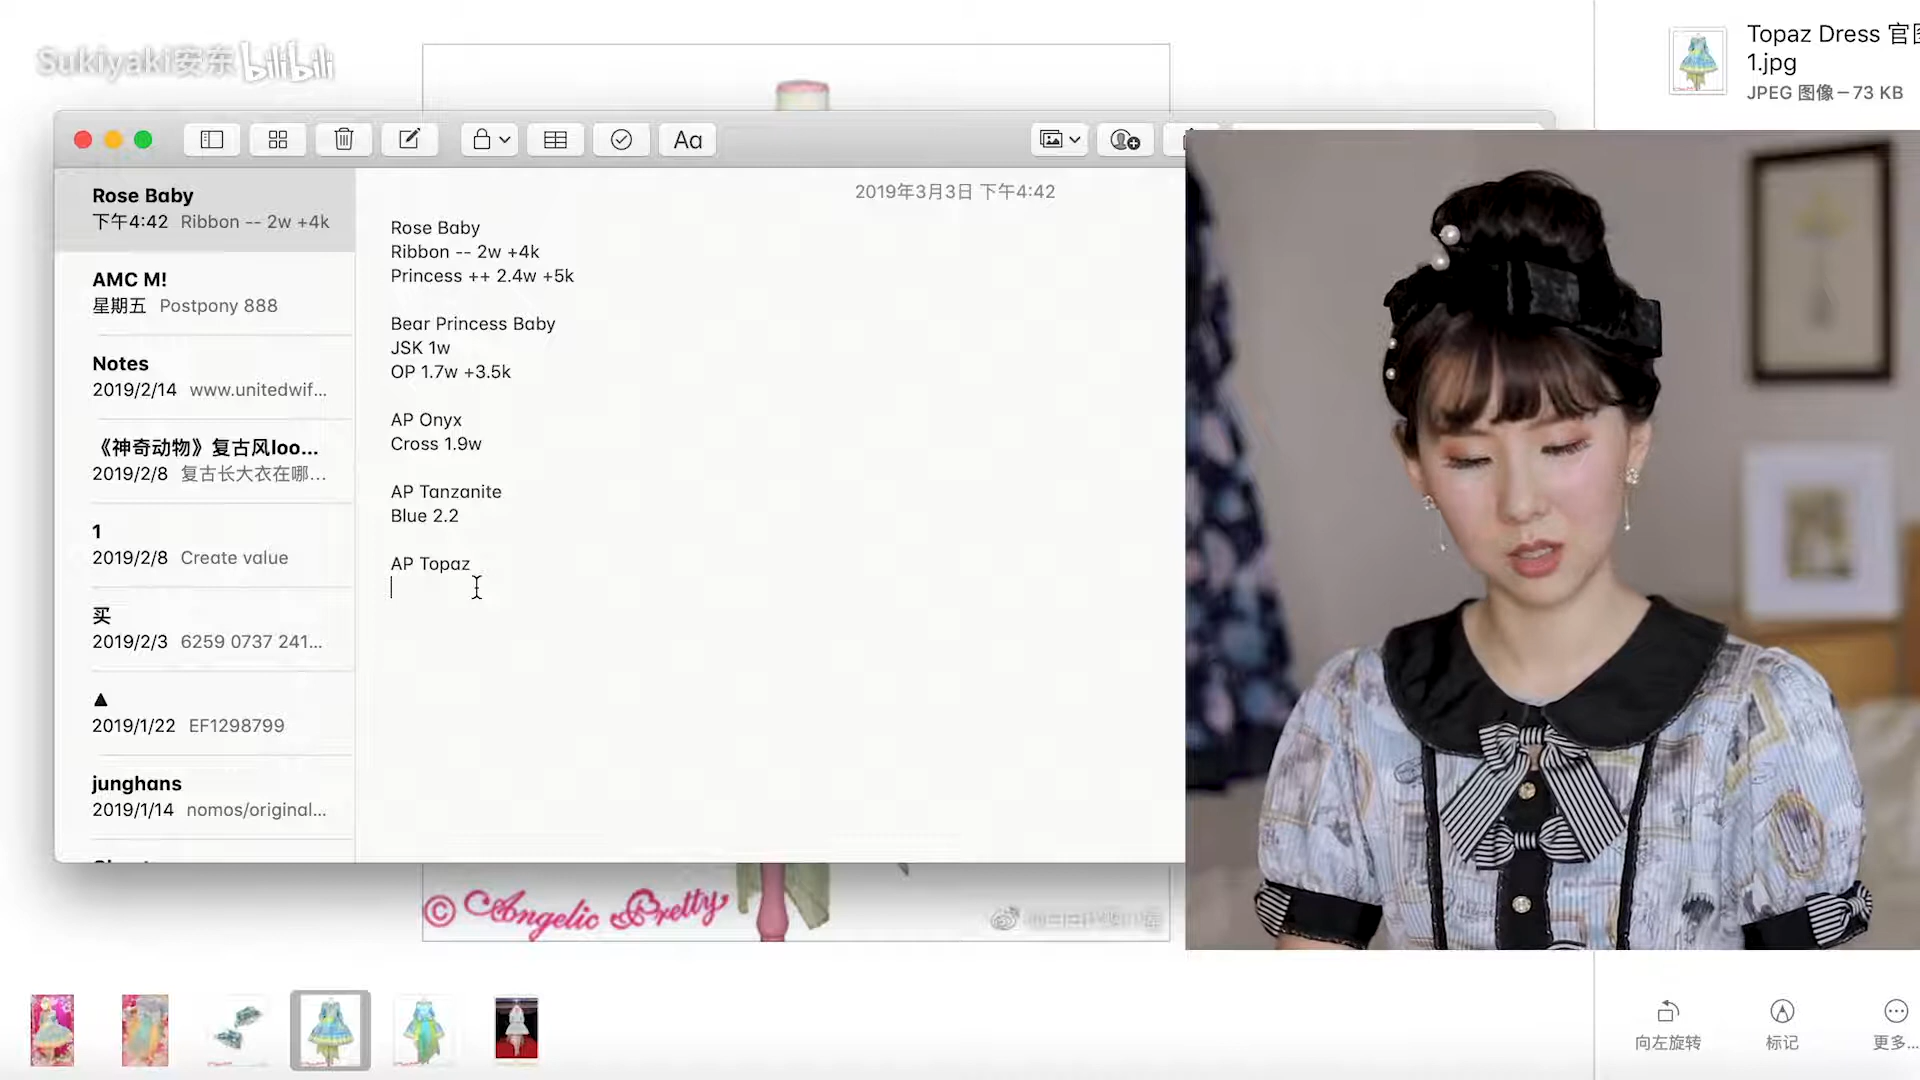 Sukiyaki安东 bilibili
Topaz Dress 官
1.jpg
JPEG 图像 – 73 KB
Aa
Rose Baby
下午4:42 Ribbon -- 2w +4k
AMC M!
星期五 Postpony 888
Notes
2019/2/14 www.unitedwif...
《神奇动物》复古风loo...
2019/2/8 复古长大衣在哪...
1
2019/2/8 Create value
买
2019/2/3 6259 0737 241...
▲
2019/1/22 EF1298799
junghans
2019/1/14 nomos/original...
2019年3月3日 下午4:42
Rose Baby
Ribbon -- 2w +4k
Princess ++ 2.4w +5k
Bear Princess Baby
JSK 1w
OP 1.7w +3.5k
AP Onyx
Cross 1.9w
AP Tanzanite
Blue 2.2
AP Topaz
© Angelic Pretty
向左旋转
标记
更多...